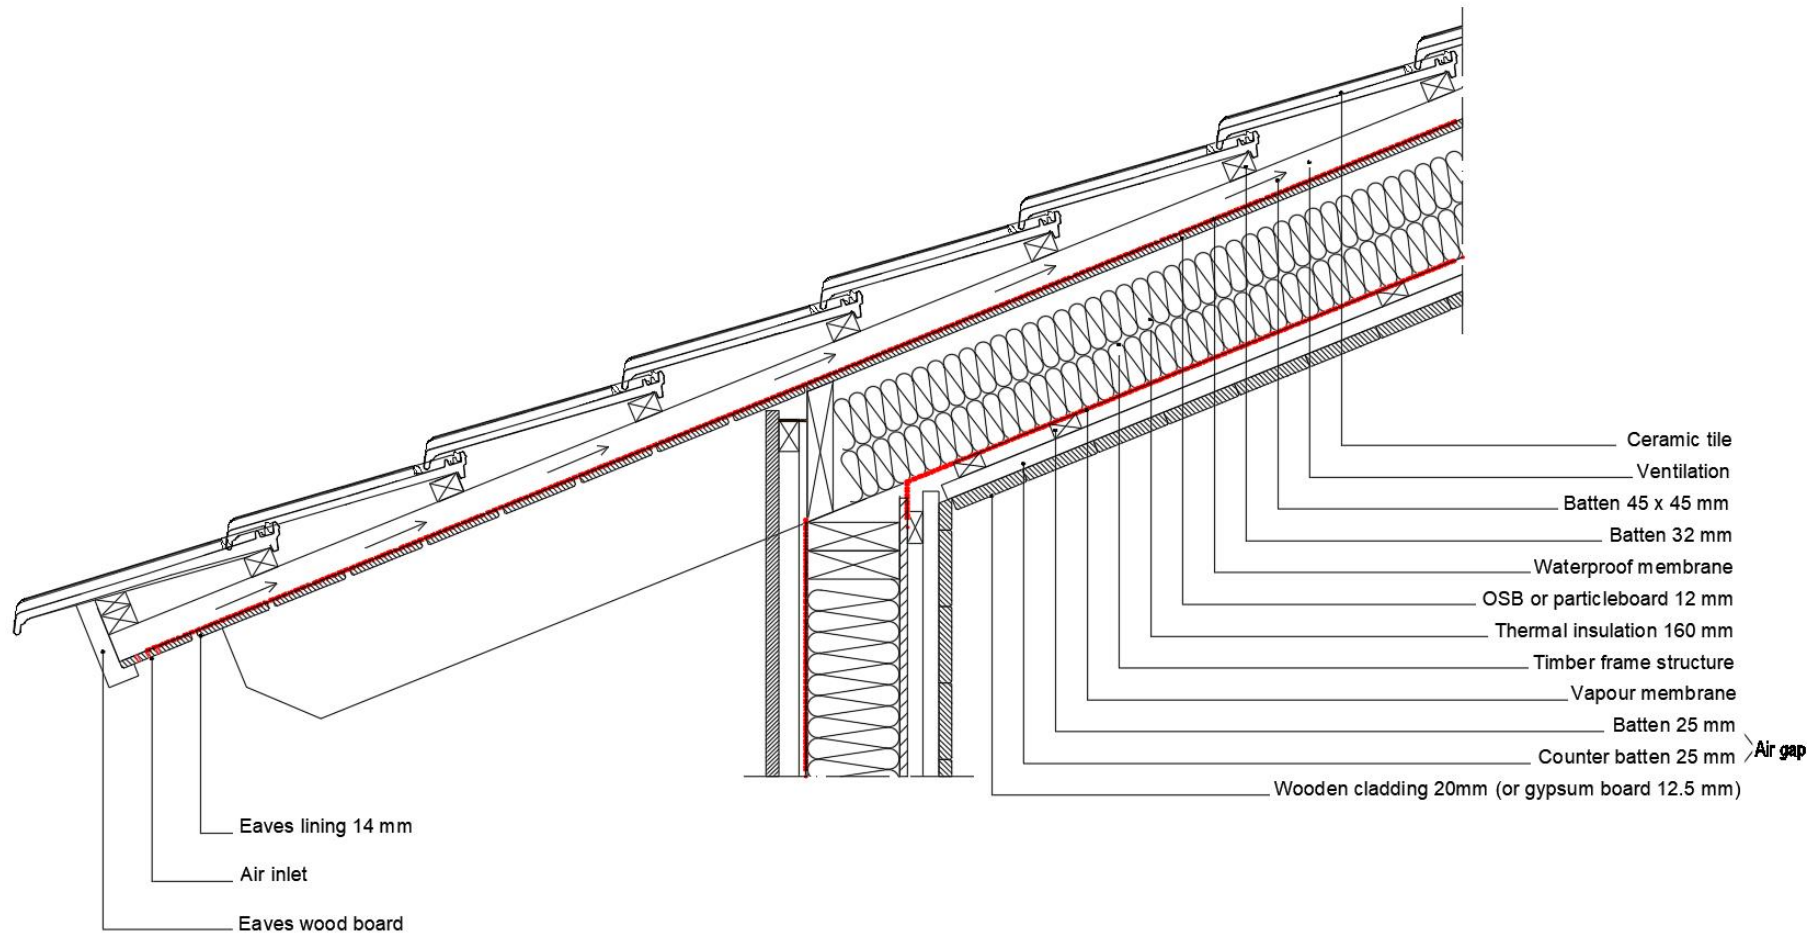 Ceramic tile
Ventilation
Batten 45 x 45 mm
Batten 32 mm
Waterproof membrane
OSB or particleboard 12 mm
Thermal insulation 160 mm
Timber frame structure
Vapour membrane
Batten 25 mm
Air gap
Counter batten 25 mm
Wooden cladding 20mm (or gypsum board 12.5 mm)
Eaves lining 14 mm
Air inlet
Eaves wood board